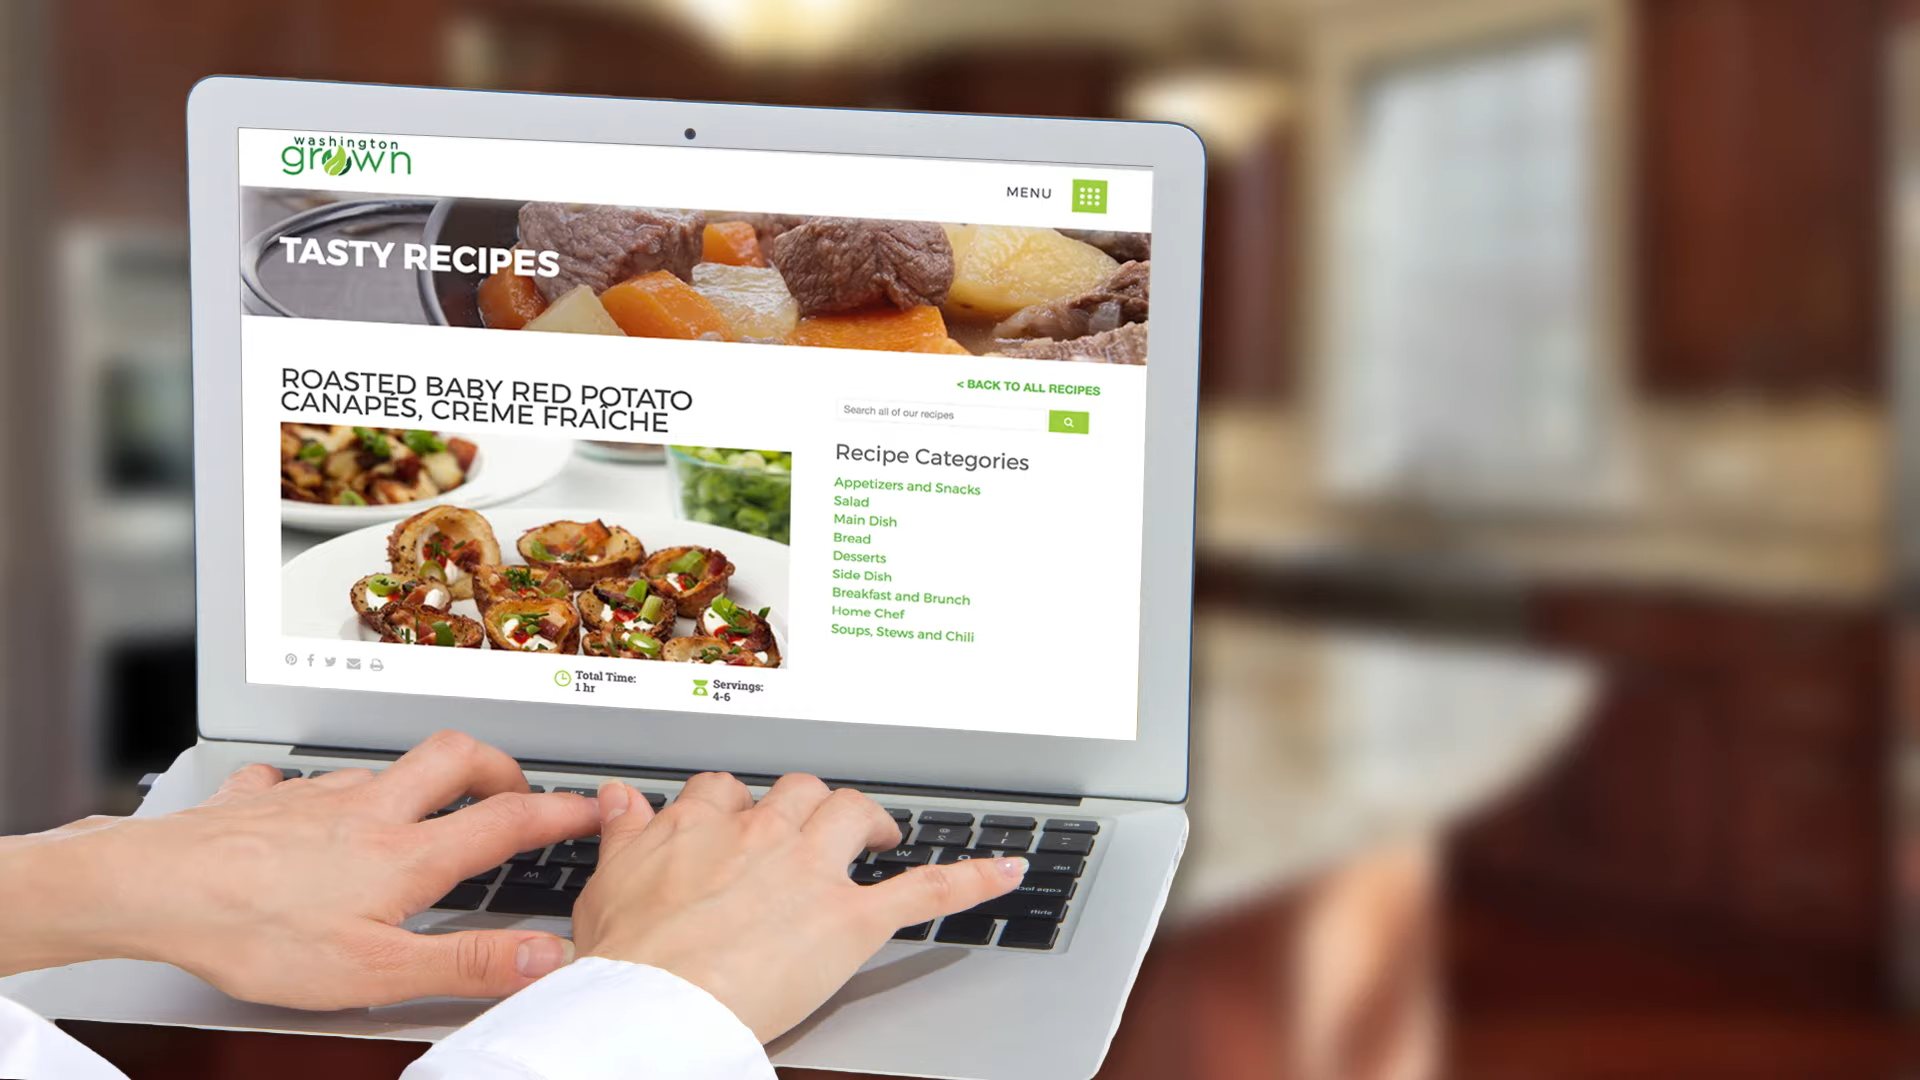 washington
grown
MENU
TASTY RECIPES
ROASTED BABY RED POTATO
CANAPES, CRÈME FRAÎCHE
< BACK TO ALL RECIPES
Search all of our recipes
Recipe Categories
Appetizers and Snacks
Salad
Main Dish
Bread
Desserts
Side Dish
Breakfast and Brunch
Home Chef
Soups, Stews and Chili
Total Time:
1 hr
Servings:
4-6